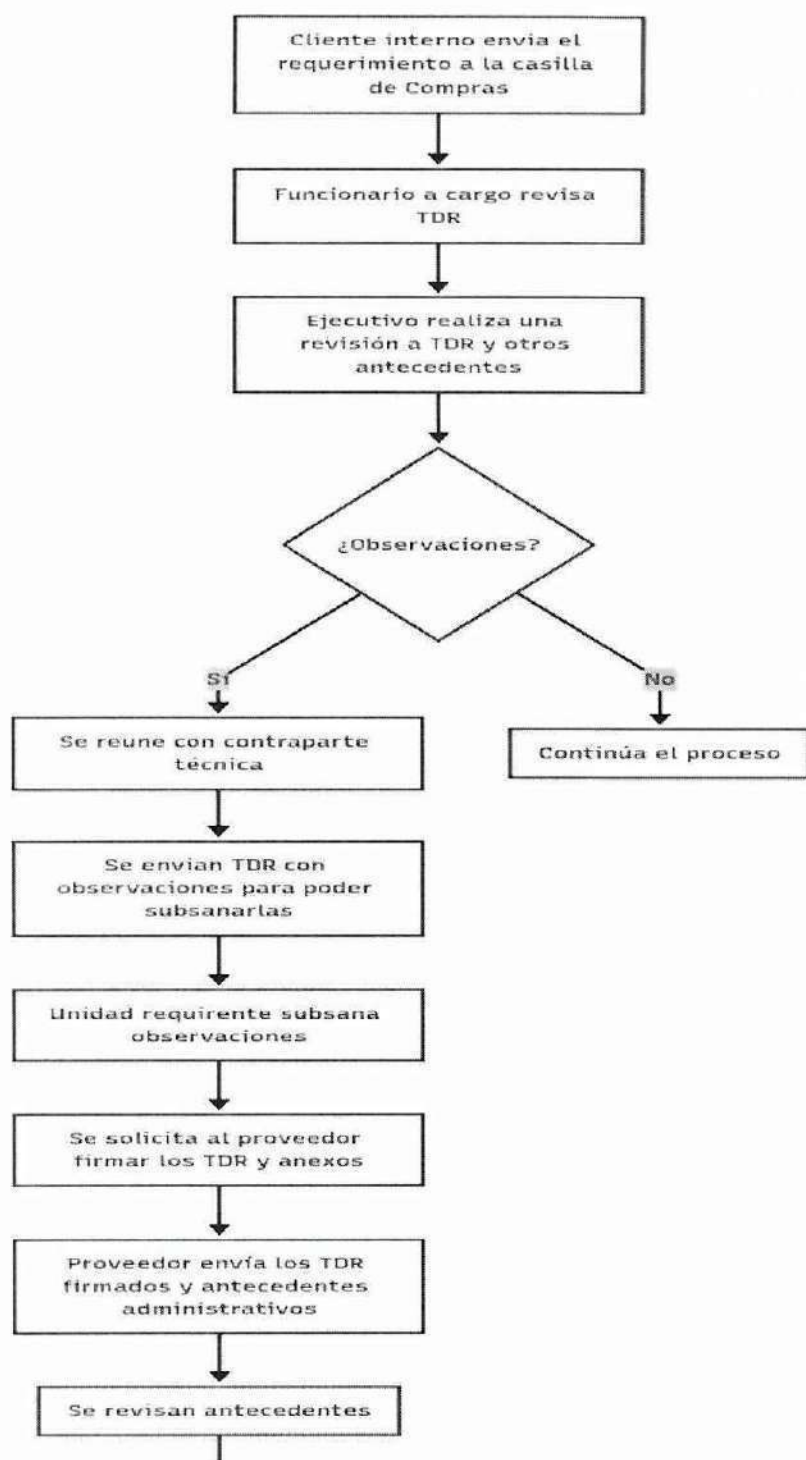 Cliente interno envia el
requerimiento a la casilla
de Compras
Funcionario a cargo revisa
TDR
Ejecutivo realiza una
revisión a TDR y otros
antecedentes
¿Observaciones?
Sí
No
Se reune con contraparte
técnica
Continúa el proceso
Se envian TDR con
observaciones para poder
subsanarlas
Unidad requirente subsana
observaciones
Se solicita al proveedor
firmar los TDR y anexos
Proveedor envía los TDR
firmados y antecedentes
administrativos
Se revisan antecedentes